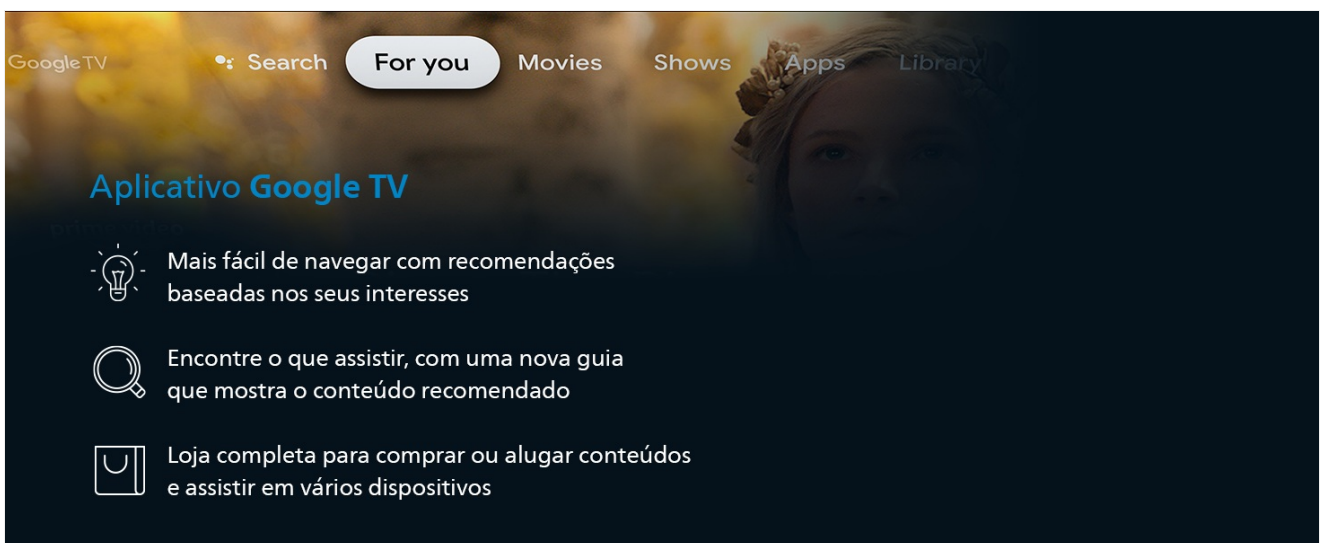 Google TV
Search For you Movies Shows Apps Library
Aplicativo Google TV
prime video
Mais fácil de navegar com recomendações
baseadas nos seus interesses
Encontre o que assistir, com uma nova guia
que mostra o conteúdo recomendado
Loja completa para comprar ou alugar conteúdos
e assistir em vários dispositivos